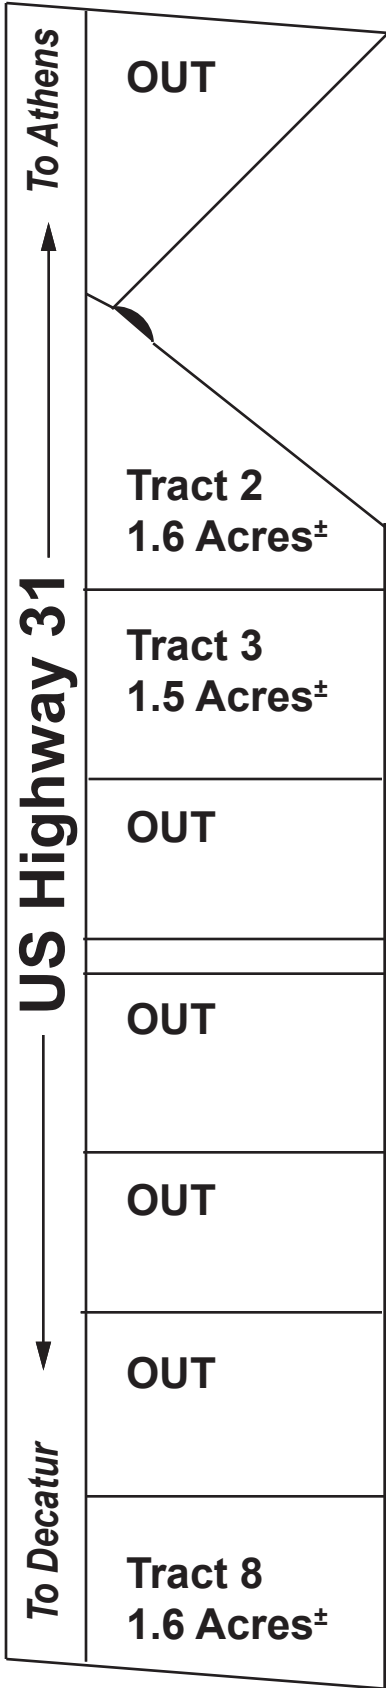 To Athens
US Highway 31
To Decatur
OUT
Tract 2
1.6 Acres±
Tract 3
1.5 Acres±
OUT
OUT
OUT
OUT
Tract 8
1.6 Acres±